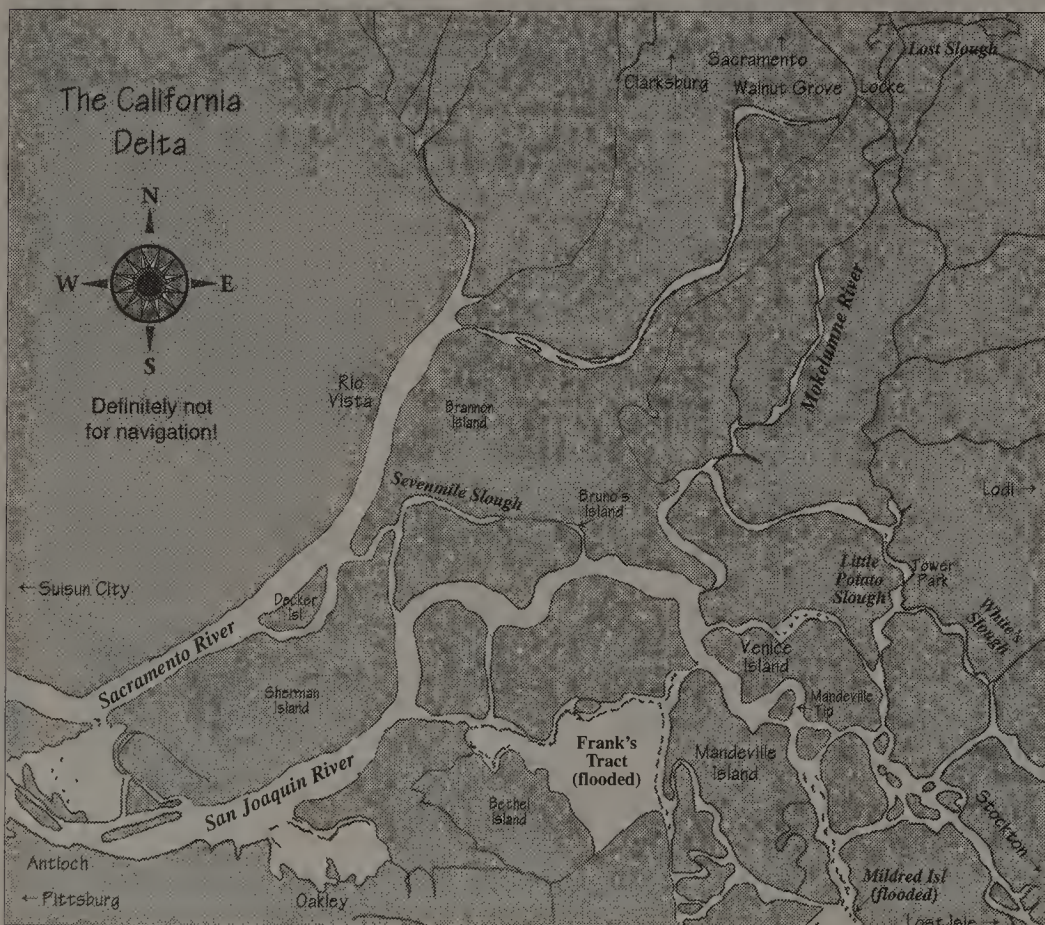 The California
Delta
N
W
E
S
Definitely not
for navigation!
Lost Slough
↑
Sacramento
↑
Clarksburg
Walnut Grove
Locke
Mokelumne River
Rio
Vista
Brannon
Island
Sevenmile Slough
Bruno's
Island
Lodi →
← Suisun City
Decker
Isl
Little
Potato
Slough
Tower
Park
White's
Slough
Sacramento River
Sherman
Island
Venice
Island
Mandeville
Tip
San Joaquin River
Frank's
Tract
(flooded)
Mandeville
Island
Bethel
Island
Stockton
Antioch
← Pittsburg
Oakley
Mildred Isl
(flooded)
Lost Isle →